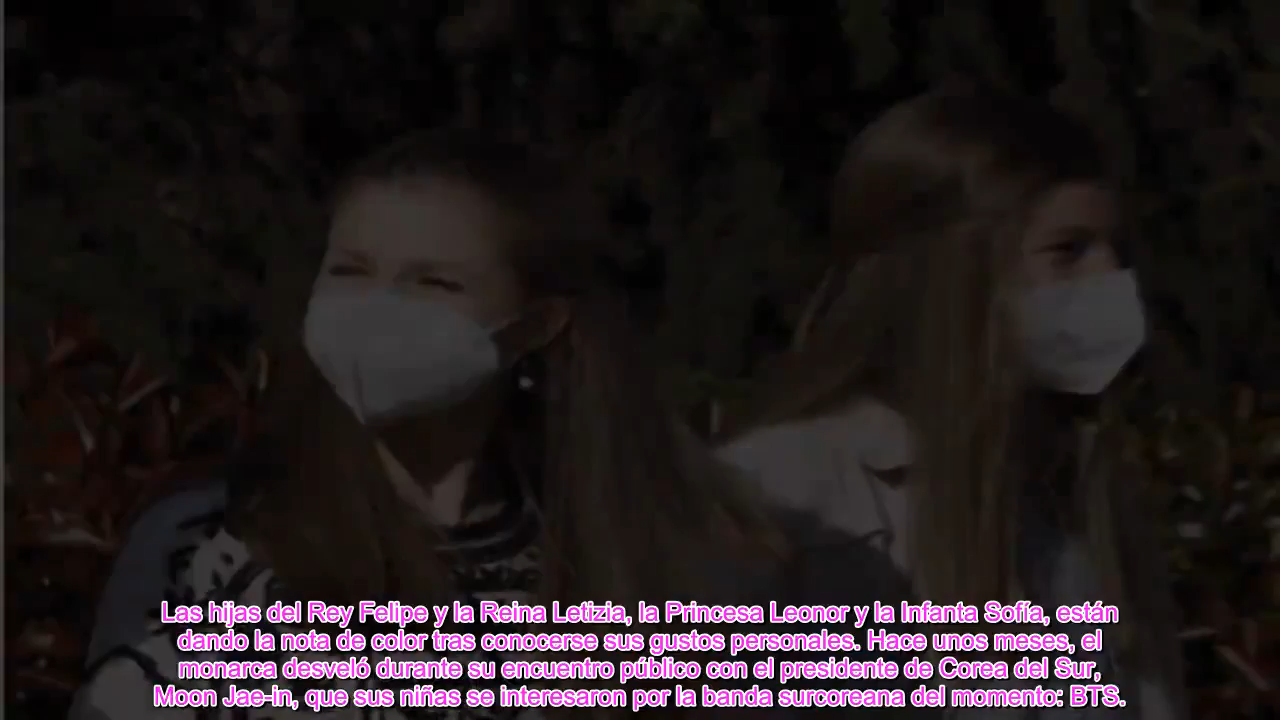 Las hijas del Rey Felipe y la Reina Letizia, la Princesa Leonor y la Infanta Sofía, están
dando la nota de color tras conocerse sus gustos personales. Hace unos meses, el
monarca desveló durante su encuentro público con el presidente de Corea del Sur,
Moon Jae-in, que sus niñas se interesaron por la banda surcoreana del momento: BTS.